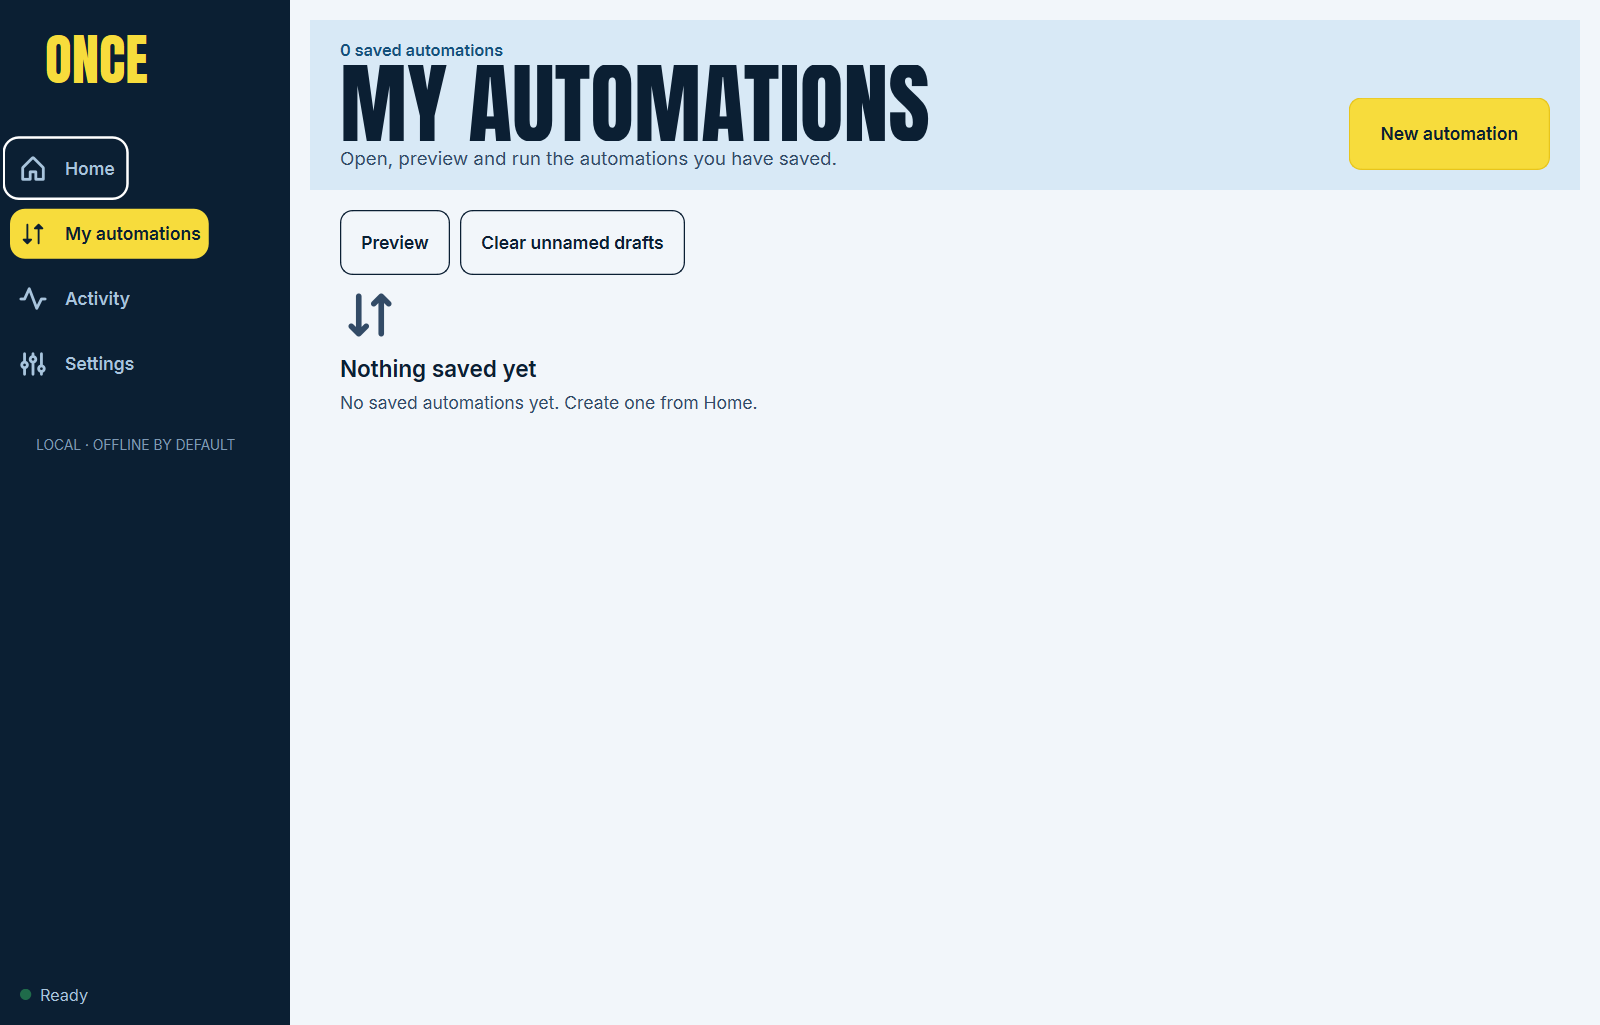 ONCE
Home
My automations
Activity
Settings
LOCAL · OFFLINE BY DEFAULT
Ready
0 saved automations
MY AUTOMATIONS
Open, preview and run the automations you have saved.
New automation
Preview
Clear unnamed drafts
Nothing saved yet
No saved automations yet. Create one from Home.